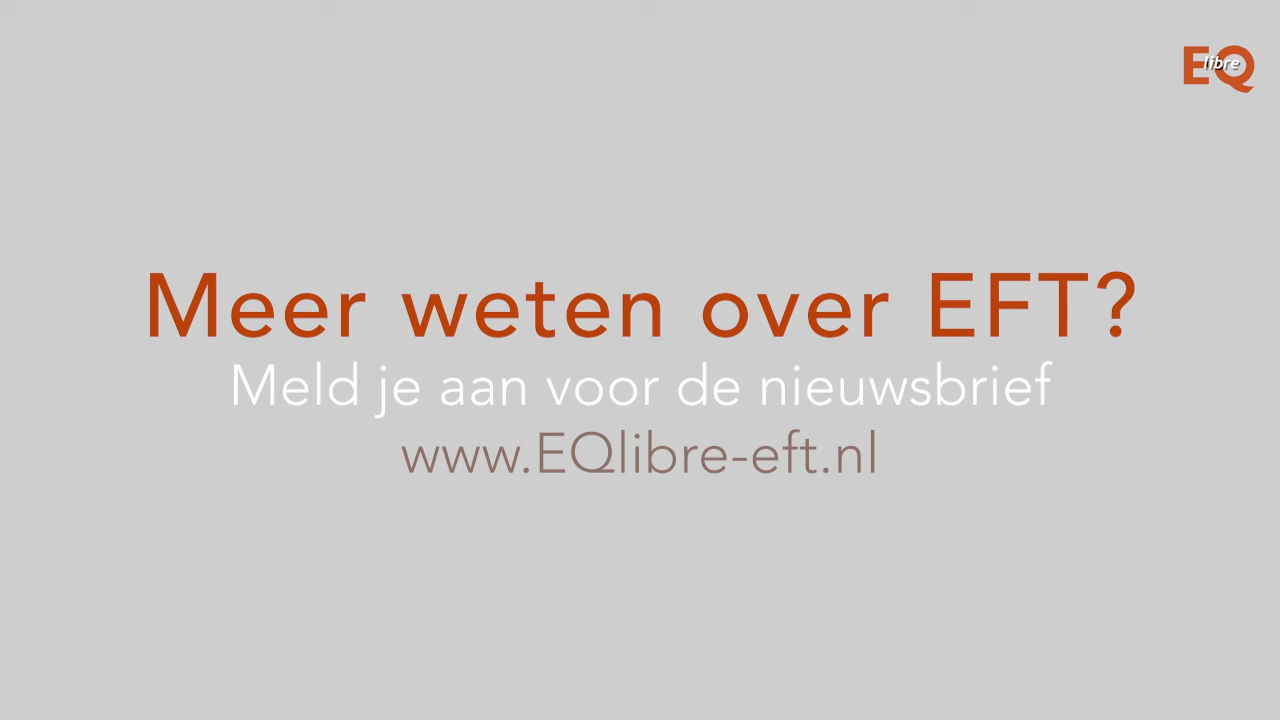 EQ
libre
Meer weten over EFT?
Meld je aan voor de nieuwsbrief
www.EQlibre-eft.nl